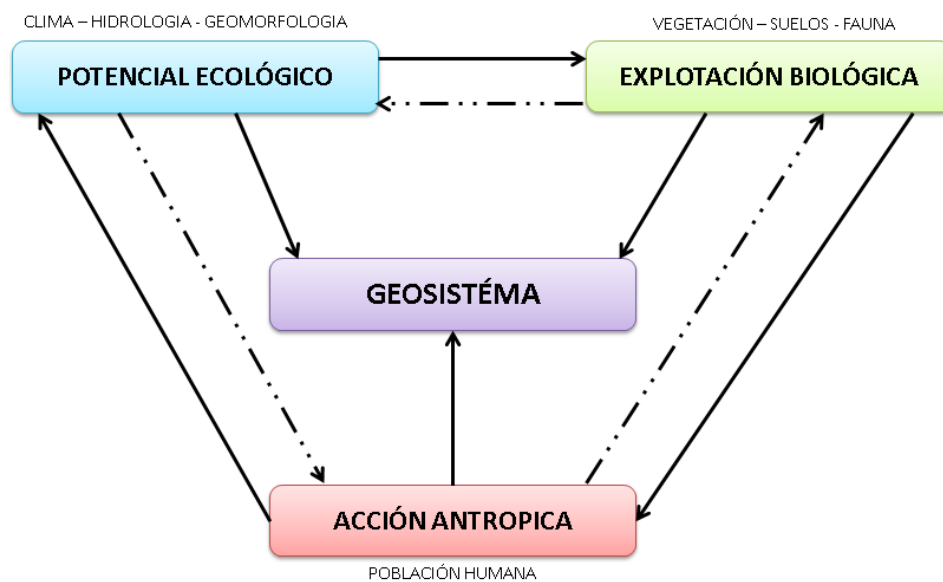 CLIMA – HIDROLOGIA - GEOMORFOLOGIA
VEGETACIÓN – SUELOS - FAUNA
POTENCIAL ECOLÓGICO
EXPLOTACIÓN BIOLÓGICA
GEOSISTÉMA
ACCIÓN ANTROPICA
POBLACIÓN HUMANA